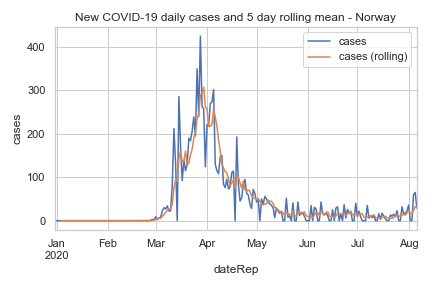 New COVID-19 daily cases and 5 day rolling mean - Norway
cases
cases (rolling)
400
300
200
100
0
cases
Jan
2020
Feb
Mar
Apr
May
Jun
Jul
Aug
dateRep